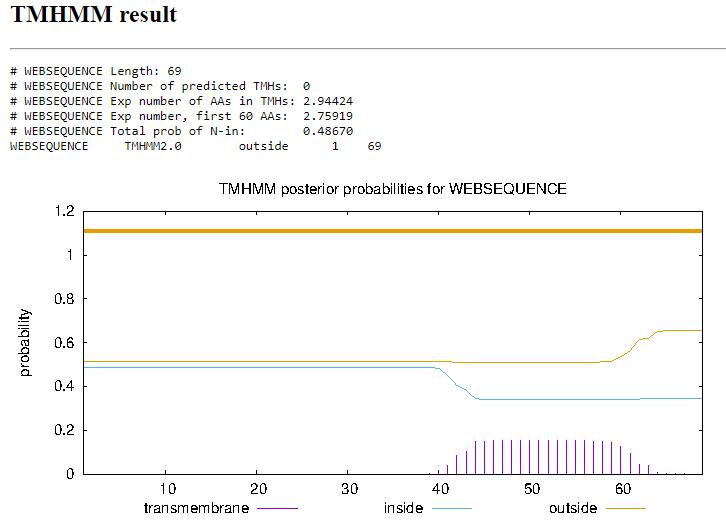 TMHMM result
# WEBSEQUENCE Length: 69
# WEBSEQUENCE Number of predicted TMHs:  0
# WEBSEQUENCE Exp number of AAs in TMHs: 2.94424
# WEBSEQUENCE Exp number, first 60 AAs:  2.75919
# WEBSEQUENCE Total prob of N-in:        0.48670
WEBSEQUENCE     TMHMM2.0        outside      1    69
TMHMM posterior probabilities for WEBSEQUENCE
1.2
1
0.8
0.6
0.4
0.2
0
probability
10 20 30 40 50 60
transmembrane inside outside